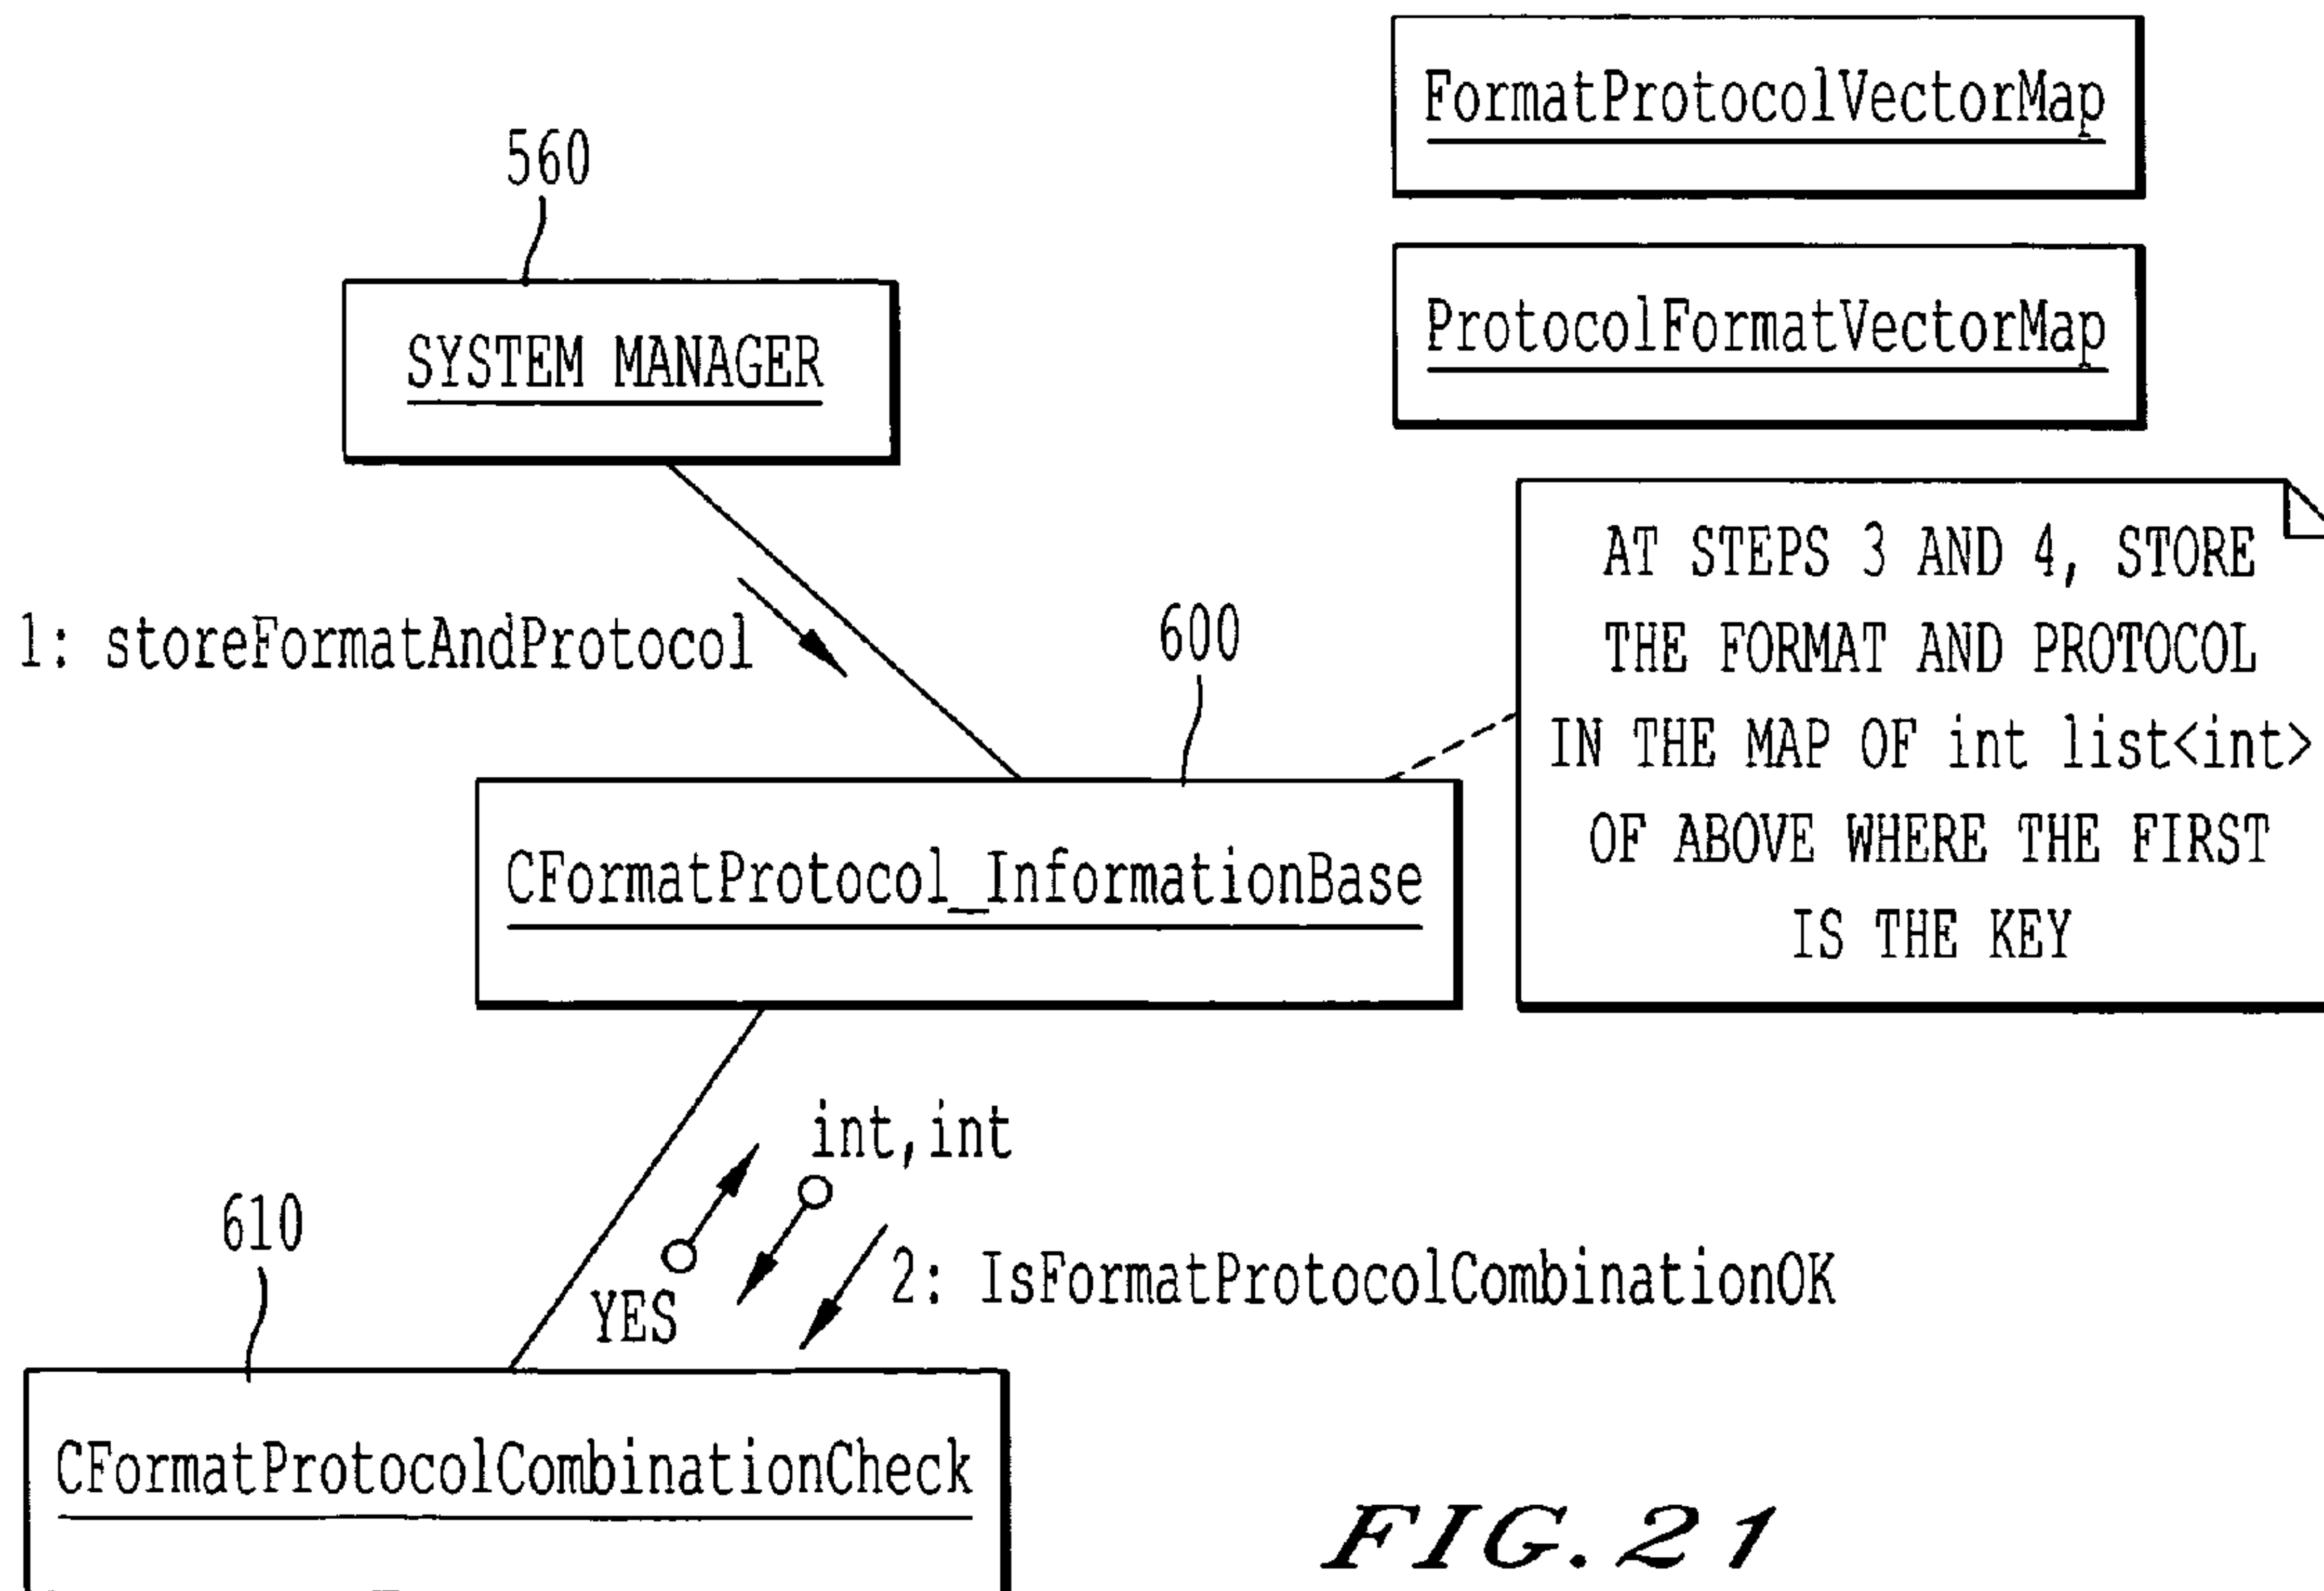 FormatProtocolVectorMap
560
ProtocolFormatVectorMap
SYSTEM MANAGER
AT STEPS 3 AND 4, STORE
THE FORMAT AND PROTOCOL
IN THE MAP OF int list<int>
OF ABOVE WHERE THE FIRST
IS THE KEY
1: storeFormatAndProtocol
600
CFormatProtocol_InformationBase
int,int
610
YES
2: IsFormatProtocolCombinationOK
CFormatProtocolCombinationCheck
FIG. 21